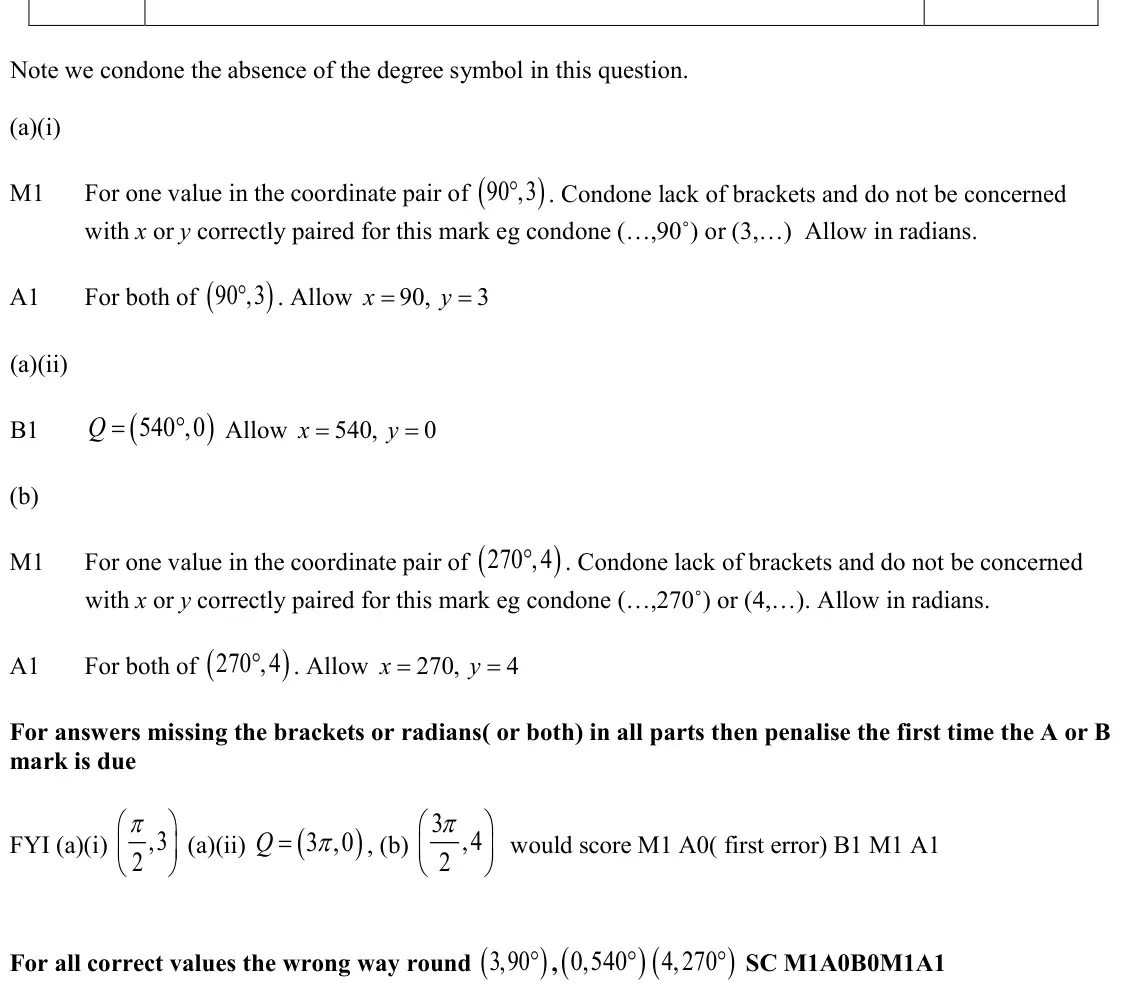 Note we condone the absence of the degree symbol in this question.
(a)(i)
M1 For one value in the coordinate pair of (90°,3). Condone lack of brackets and do not be concerned
with x or y correctly paired for this mark eg condone (…,90˚) or (3,…) Allow in radians.
A1 For both of (90°,3). Allow x = 90, y = 3
(a)(ii)
B1 Q = (540°,0) Allow x = 540, y = 0
(b)
M1 For one value in the coordinate pair of (270°,4). Condone lack of brackets and do not be concerned
with x or y correctly paired for this mark eg condone (…,270˚) or (4,…). Allow in radians.
A1 For both of (270°,4). Allow x = 270, y = 4
For answers missing the brackets or radians( or both) in all parts then penalise the first time the A or B
mark is due
FYI (a)(i) (π/2,3) (a)(ii) Q = (3π,0), (b) (3π/2,4) would score M1 A0( first error) B1 M1 A1
For all correct values the wrong way round (3,90°),(0,540°)(4,270°) SC M1A0B0M1A1